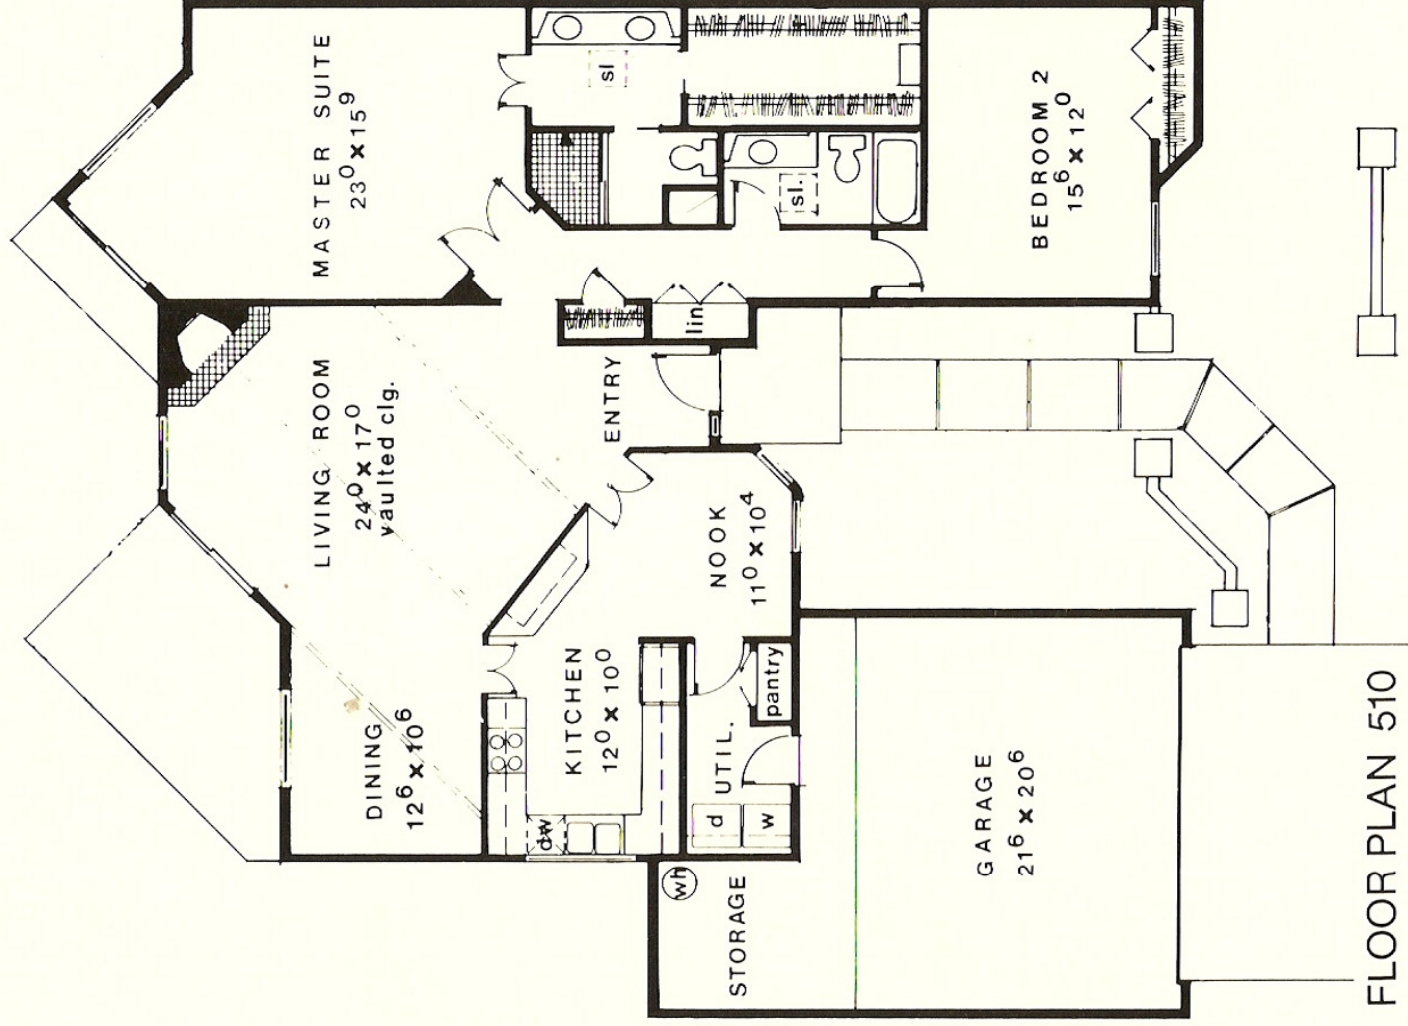 MASTER SUITE
23⁰ x 15⁹
sl
BEDROOM 2
15⁶ x 12⁰
sl.
LIVING ROOM
24⁰ x 17⁰
vaulted clg.
lin.
ENTRY
NOOK
11⁰ x 10⁴
DINING
12⁶ x 10⁶
KITCHEN
12⁰ x 10⁰
dw
pantry
UTIL.
d
w
wh
STORAGE
GARAGE
21⁶ x 20⁶
FLOOR PLAN 510